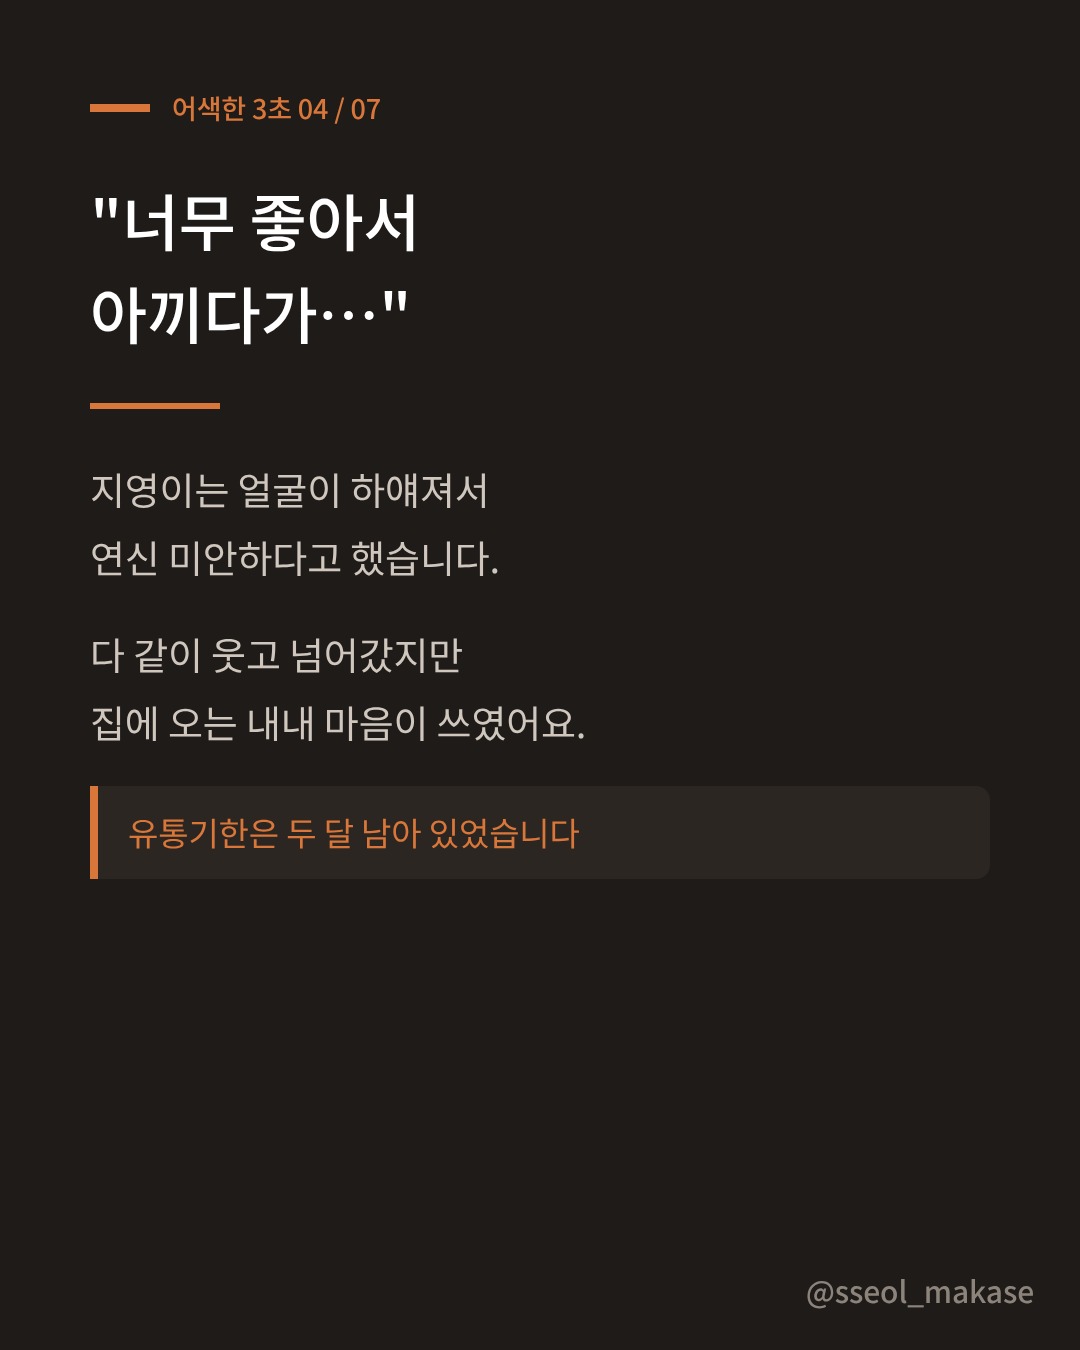 어색한 3초 04 / 07
"너무 좋아서
아끼다가…"
지영이는 얼굴이 하얘져서
연신 미안하다고 했습니다.
다 같이 웃고 넘어갔지만
집에 오는 내내 마음이 쓰였어요.
유통기한은 두 달 남아 있었습니다
@sseol_makase